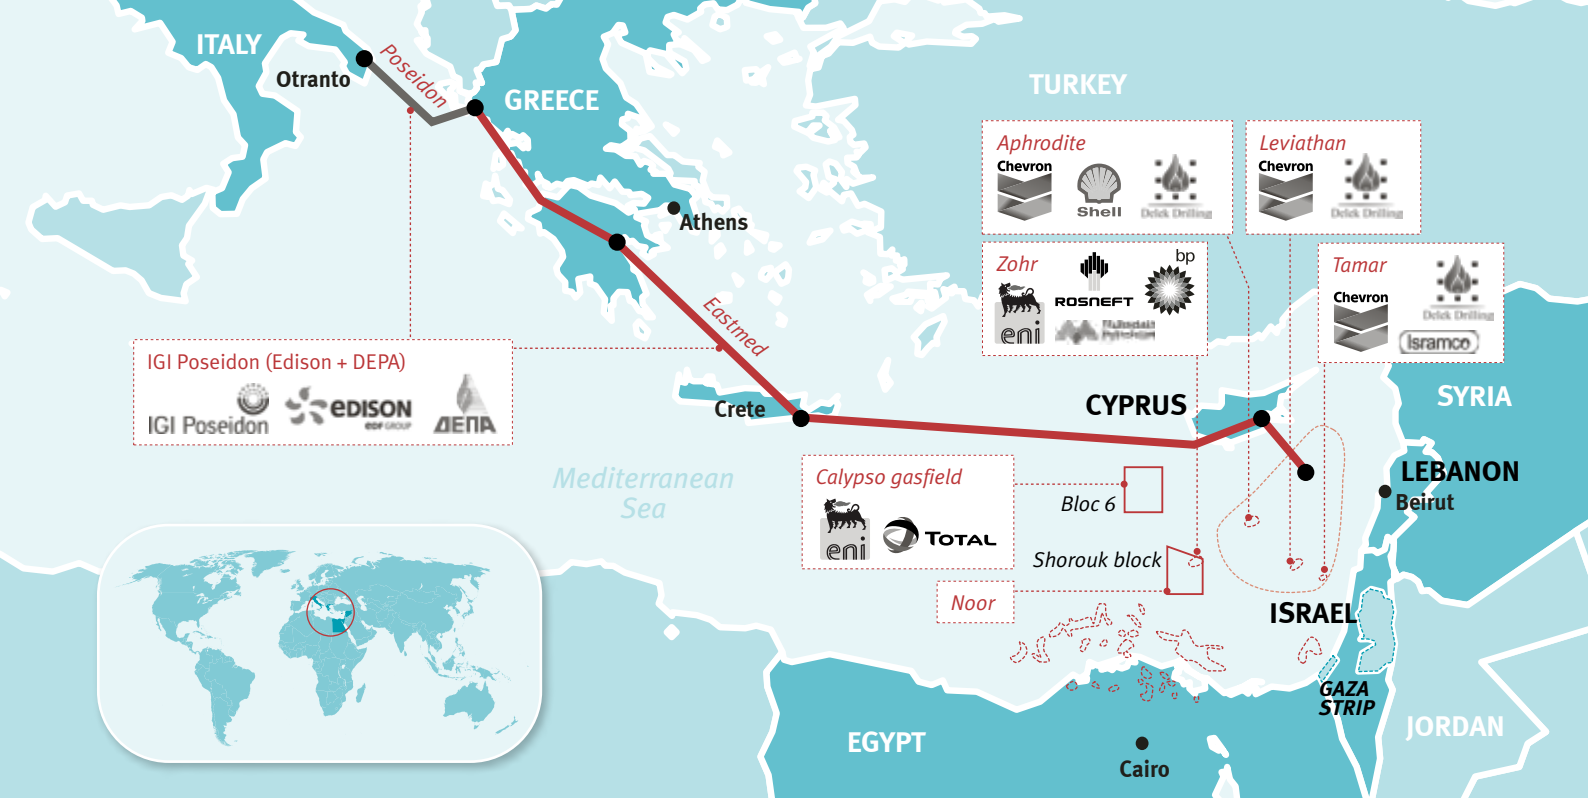 ITALY
Otranto
Poseidon
GREECE
Athens
TURKEY
Aphrodite
Chevron
Shell
Delek Drilling
Leviathan
Chevron
Delek Drilling
Zohr
ROSNEFT
bp
eni
Tamar
Chevron
Delek Drilling
Isramco
Eastmed
IGI Poseidon (Edison + DEPA)
IGI Poseidon
eDISON
eDF GROUP
ΔΕΠΑ
Crete
CYPRUS
SYRIA
Mediterranean
Sea
Calypso gasfield
eni
TOTAL
Bloc 6
LEBANON
Beirut
Shorouk block
Noor
ISRAEL
GAZA
STRIP
JORDAN
EGYPT
Cairo